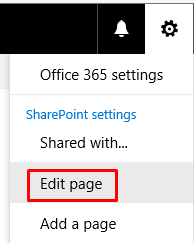 Office 365 settings
SharePoint settings
Shared with...
Edit page
Add a page